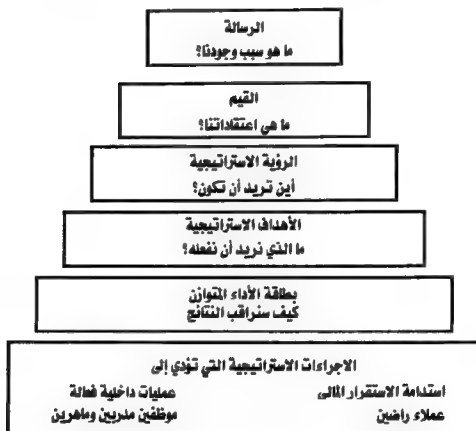 الرسالة
ما هو سبب وجودنا؟
القيم
ما هي اعتقاداتنا؟
الرؤية الاستراتيجية
أين تريد أن تكون؟
الأهداف الاستراتيجية
ما الذي نريد أن نفعله؟
بطاقة الأداء المتوازن
كيف سنراقب النتائج
الاجراءات الاستراتيجية التي تؤدي إلى
استدامة الاستقرار المالى عمليات داخلية فعالة
عملاء راضين موظفين مدربين وماهرين